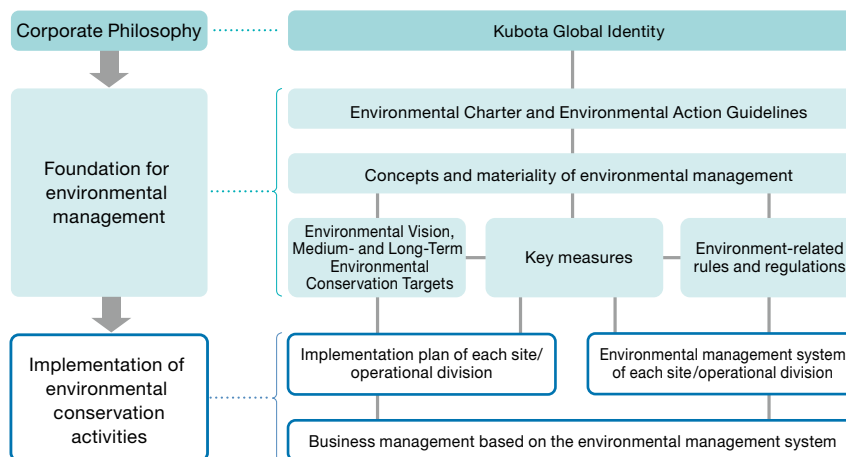 Corporate Philosophy
Kubota Global Identity
Foundation for
environmental
management
Environmental Charter and Environmental Action Guidelines
Concepts and materiality of environmental management
Environmental Vision,
Medium- and Long-Term
Environmental
Conservation Targets
Key measures
Environment-related
rules and regulations
Implementation of
environmental
conservation
activities
Implementation plan of each site/
operational division
Environmental management system
of each site/operational division
Business management based on the environmental management system